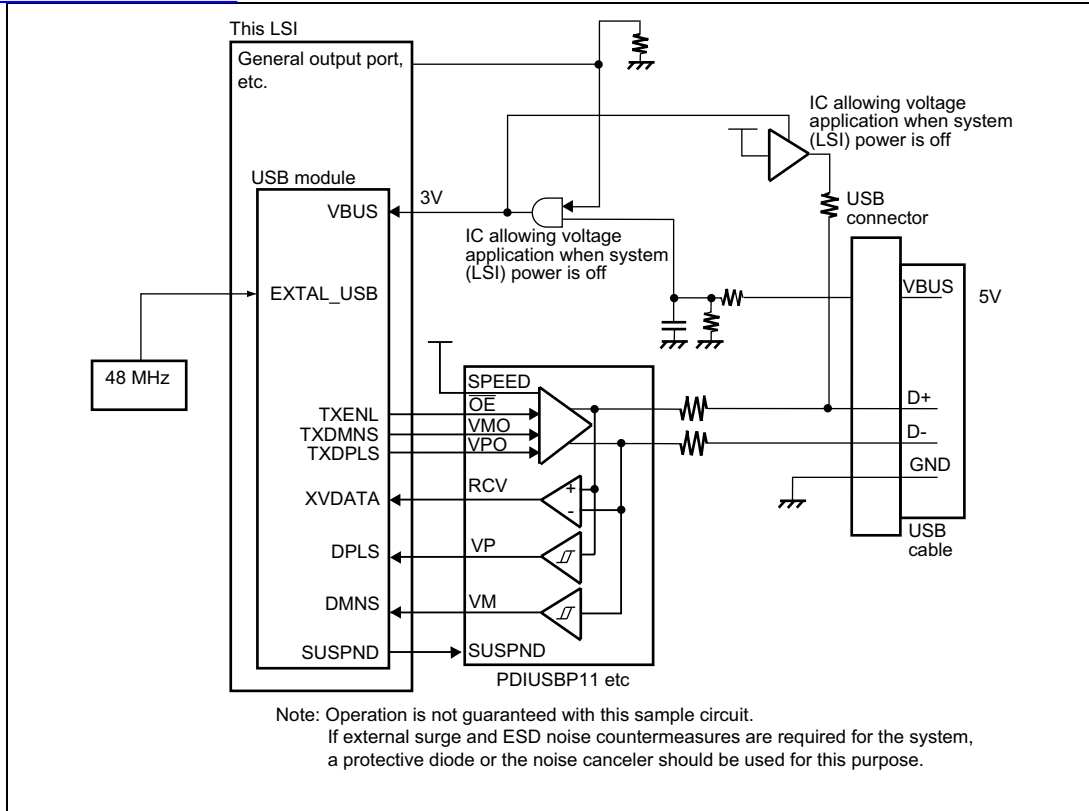 This LSI
General output port,
etc.
IC allowing voltage
application when system
(LSI) power is off
USB module
VBUS
3V
IC allowing voltage
application when system
(LSI) power is off
USB
connector
EXTAL_USB
VBUS
5V
48 MHz
SPEED
TXENL
OE
TXDMNS
VMO
TXDPLS
VPO
D+
D-
GND
XVDATA
RCV
+
-
DPLS
VP
DMNS
VM
SUSPND
SUSPND
USB
cable
PDIUSBP11 etc
Note: Operation is not guaranteed with this sample circuit.
If external surge and ESD noise countermeasures are required for the system,
a protective diode or the noise canceler should be used for this purpose.